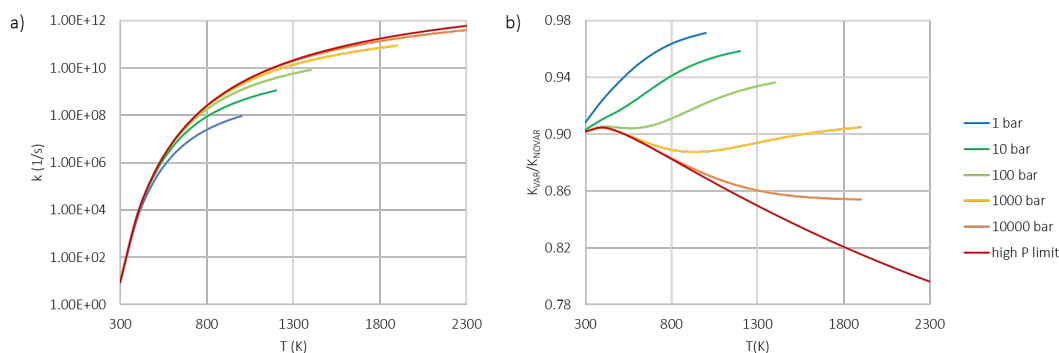 a)
k (1/s)
1.00E+12
1.00E+10
1.00E+08
1.00E+06
1.00E+04
1.00E+02
1.00E+00
300 800 1300 1800 2300
T (K)
b)
K_VAR/K_NOVAR
0.98
0.94
0.90
0.86
0.82
0.78
300 800 1300 1800 2300
T(K)
1 bar
10 bar
100 bar
1000 bar
10000 bar
high P limit